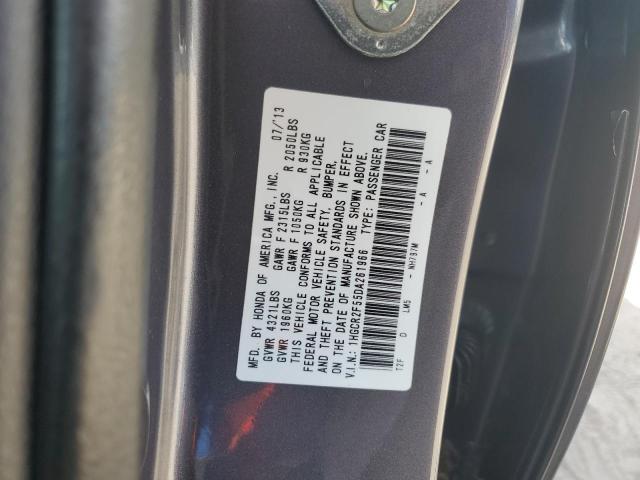 MFD. BY HONDA OF AMERICA MFG., INC. 07/'13
GVWR 4321LBS GAWR F 2315LBS R 2050LBS
GVWR 1960KG GAWR F 1050KG R 930KG
THIS VEHICLE CONFORMS TO ALL APPLICABLE
FEDERAL MOTOR VEHICLE SAFETY, BUMPER,
AND THEFT PREVENTION STANDARDS IN EFFECT
ON THE DATE OF MANUFACTURE SHOWN ABOVE.
V.I.N.: 1HGCR2F55DA261966 TYPE: PASSENGER CAR
T2F D LM5 - NH797M - A - A